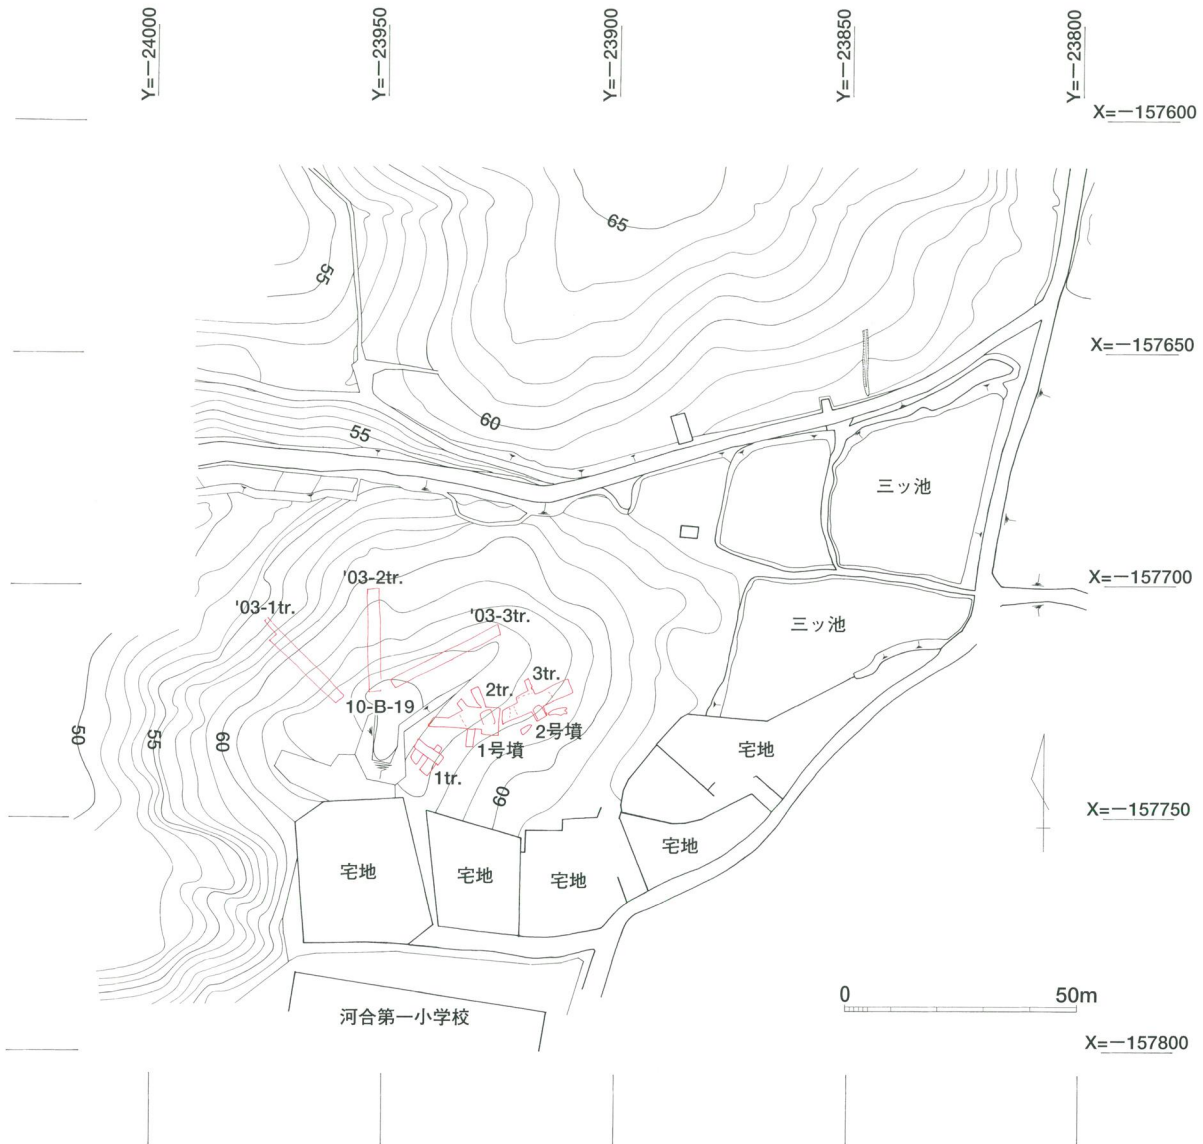 Y=－24000
Y=－23950
Y=－23900
Y=－23850
Y=－23800
X=－157600
65
55
X=－157650
60
55
三ッ池
'03-2tr.
X=－157700
'03-1tr.
'03-3tr.
三ッ池
3tr.
2tr.
10-B-19
2号墳
50
55
60
1号墳
宅地
1tr.
60
X=－157750
宅地
宅地
宅地
宅地
0
50m
河合第一小学校
X=－157800